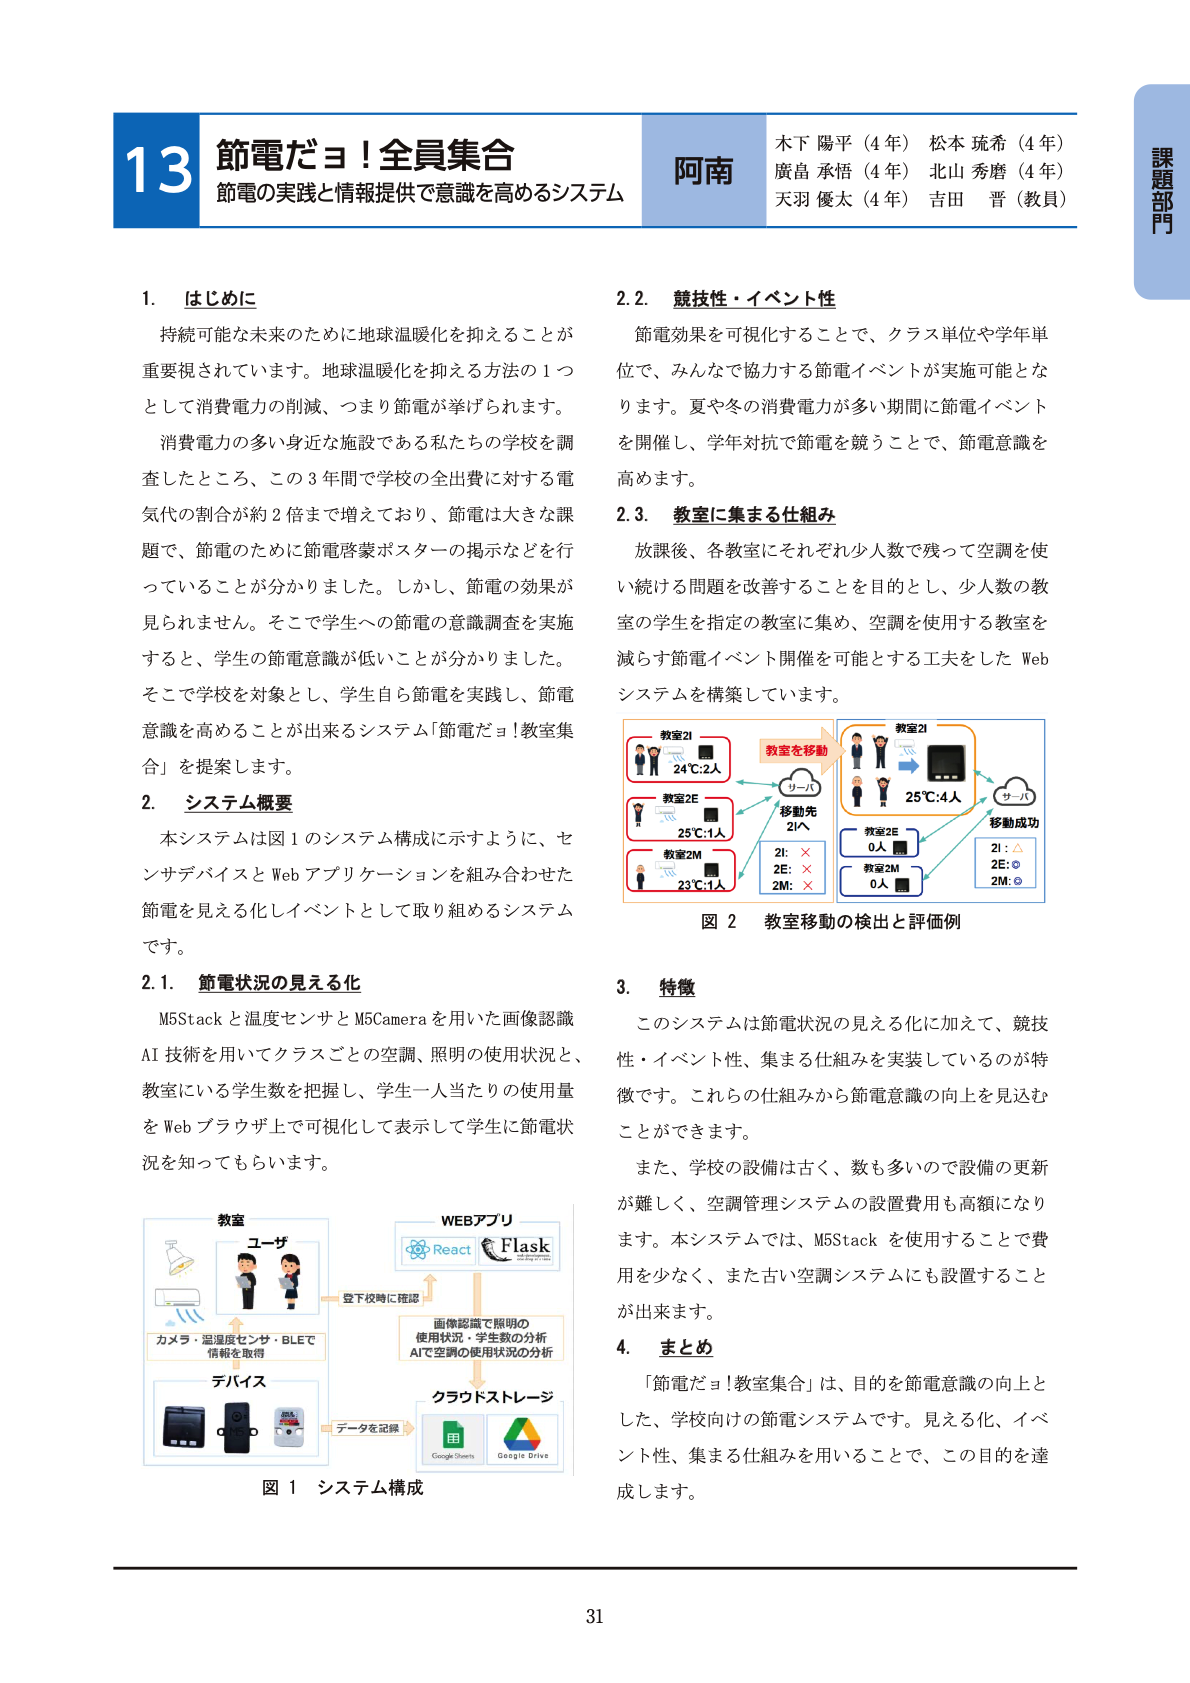 13
節電だョ！全員集合
節電の実践と情報提供で意識を高めるシステム
阿南
木下 陽平（4 年） 松本 琉希（4 年）
廣畠 承悟（4 年） 北山 秀磨（4 年）
天羽 優太（4 年） 吉田 晋（教員）
課題部門
1. はじめに
持続可能な未来のために地球温暖化を抑えることが
重要視されています。地球温暖化を抑える方法の 1 つ
として消費電力の削減、つまり節電が挙げられます。
消費電力の多い身近な施設である私たちの学校を調
査したところ、この 3 年間で学校の全出費に対する電
気代の割合が約 2 倍まで増えており、節電は大きな課
題で、節電のために節電啓蒙ポスターの掲示などを行
っていることが分かりました。しかし、節電の効果が
見られません。そこで学生への節電の意識調査を実施
すると、学生の節電意識が低いことが分かりました。
そこで学校を対象とし、学生自ら節電を実践し、節電
意識を高めることが出来るシステム「節電だョ！教室集
合」を提案します。
2. システム概要
本システムは図 1 のシステム構成に示すように、セ
ンサデバイスと Web アプリケーションを組み合わせた
節電を見える化しイベントとして取り組めるシステム
です。
2.1. 節電状況の見える化
M5Stack と温度センサと M5Camera を用いた画像認識
AI 技術を用いてクラスごとの空調、照明の使用状況と、
教室にいる学生数を把握し、学生一人当たりの使用量
を Web ブラウザ上で可視化して表示して学生に節電状
況を知ってもらいます。
教室
ユーザ
カメラ・温湿度センサ・BLEで
情報を取得
デバイス
登下校時に確認
データを記録
WEBアプリ
React
Flask
画像認識で照明の
使用状況・学生数の分析
AIで空調の使用状況の分析
クラウドストレージ
Google Sheets
Google Drive
図 1 システム構成
2.2. 競技性・イベント性
節電効果を可視化することで、クラス単位や学年単
位で、みんなで協力する節電イベントが実施可能とな
ります。夏や冬の消費電力が多い期間に節電イベント
を開催し、学年対抗で節電を競うことで、節電意識を
高めます。
2.3. 教室に集まる仕組み
放課後、各教室にそれぞれ少人数で残って空調を使
い続ける問題を改善することを目的とし、少人数の教
室の学生を指定の教室に集め、空調を使用する教室を
減らす節電イベント開催を可能とする工夫をした Web
システムを構築しています。
教室2I
24℃:2人
教室2E
25℃:1人
教室2M
23℃:1人
教室を移動
サーバ
移動先
2Iへ
2I: ×
2E: ×
2M: ×
教室2I
25℃:4人
教室2E
0人
教室2M
0人
サーバ
移動成功
2I：△
2E:◎
2M:◎
図 2 教室移動の検出と評価例
3. 特徴
このシステムは節電状況の見える化に加えて、競技
性・イベント性、集まる仕組みを実装しているのが特
徴です。これらの仕組みから節電意識の向上を見込む
ことができます。
また、学校の設備は古く、数も多いので設備の更新
が難しく、空調管理システムの設置費用も高額になり
ます。本システムでは、M5Stack を使用することで費
用を少なく、また古い空調システムにも設置すること
が出来ます。
4. まとめ
「節電だョ！教室集合」は、目的を節電意識の向上と
した、学校向けの節電システムです。見える化、イベ
ント性、集まる仕組みを用いることで、この目的を達
成します。
31